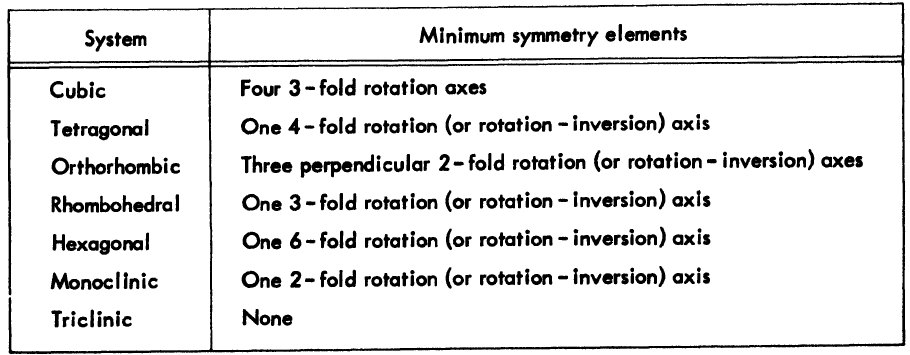 System Minimum symmetry elements
Cubic Four 3-fold rotation axes
Tetragonal One 4-fold rotation (or rotation-inversion) axis
Orthorhombic Three perpendicular 2-fold rotation (or rotation-inversion) axes
Rhombohedral One 3-fold rotation (or rotation-inversion) axis
Hexagonal One 6-fold rotation (or rotation-inversion) axis
Monoclinic One 2-fold rotation (or rotation-inversion) axis
Triclinic None